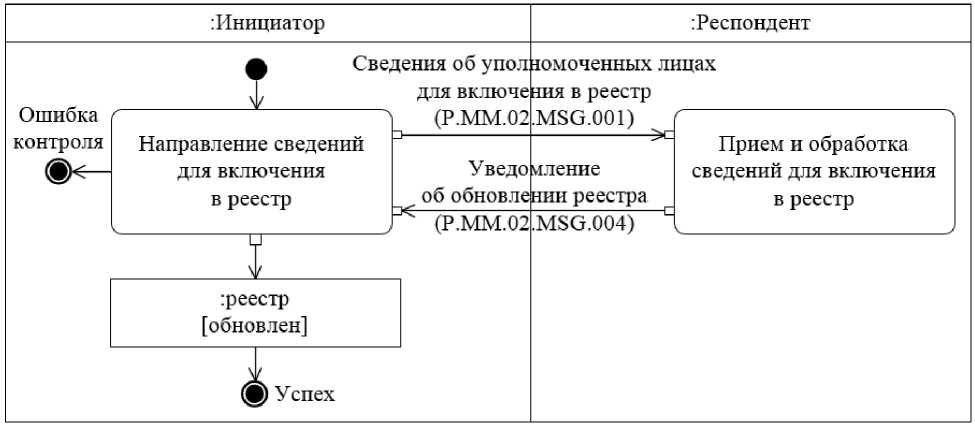 :Инициатор
:Респондент
Сведения об уполномоченных лицах
для включения в реестр
(P.MM.02.MSG.001)
Ошибка
контроля
Направление сведений
для включения
в реестр
Прием и обработка
сведений для включения
в реестр
Уведомление
об обновлении реестра
(P.MM.02.MSG.004)
:реестр
[обновлен]
Успех